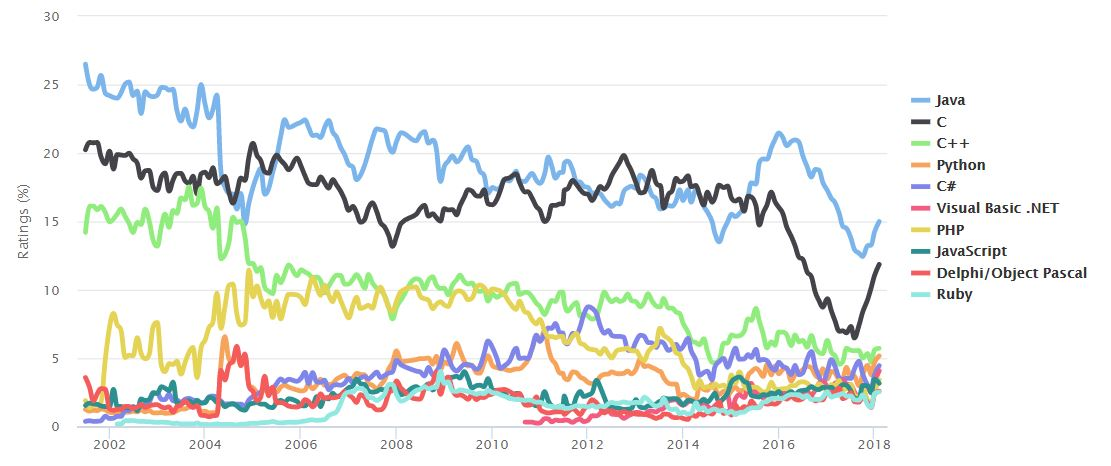 30
25
20
15
10
5
0
Ratings (%)
2002 2004 2006 2008 2010 2012 2014 2016 2018
Java
C
C++
Python
C#
Visual Basic .NET
PHP
JavaScript
Delphi/Object Pascal
Ruby